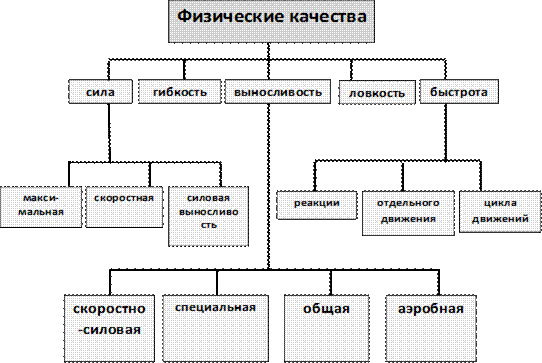 Физические качества
сила
гибкость
выносливость
ловкость
быстрота
макси-
мальная
скоростная
силовая
выносливо
сть
реакции
отдельного
движения
цикла
движений
скоростно
-силовая
специальная
общая
аэробная